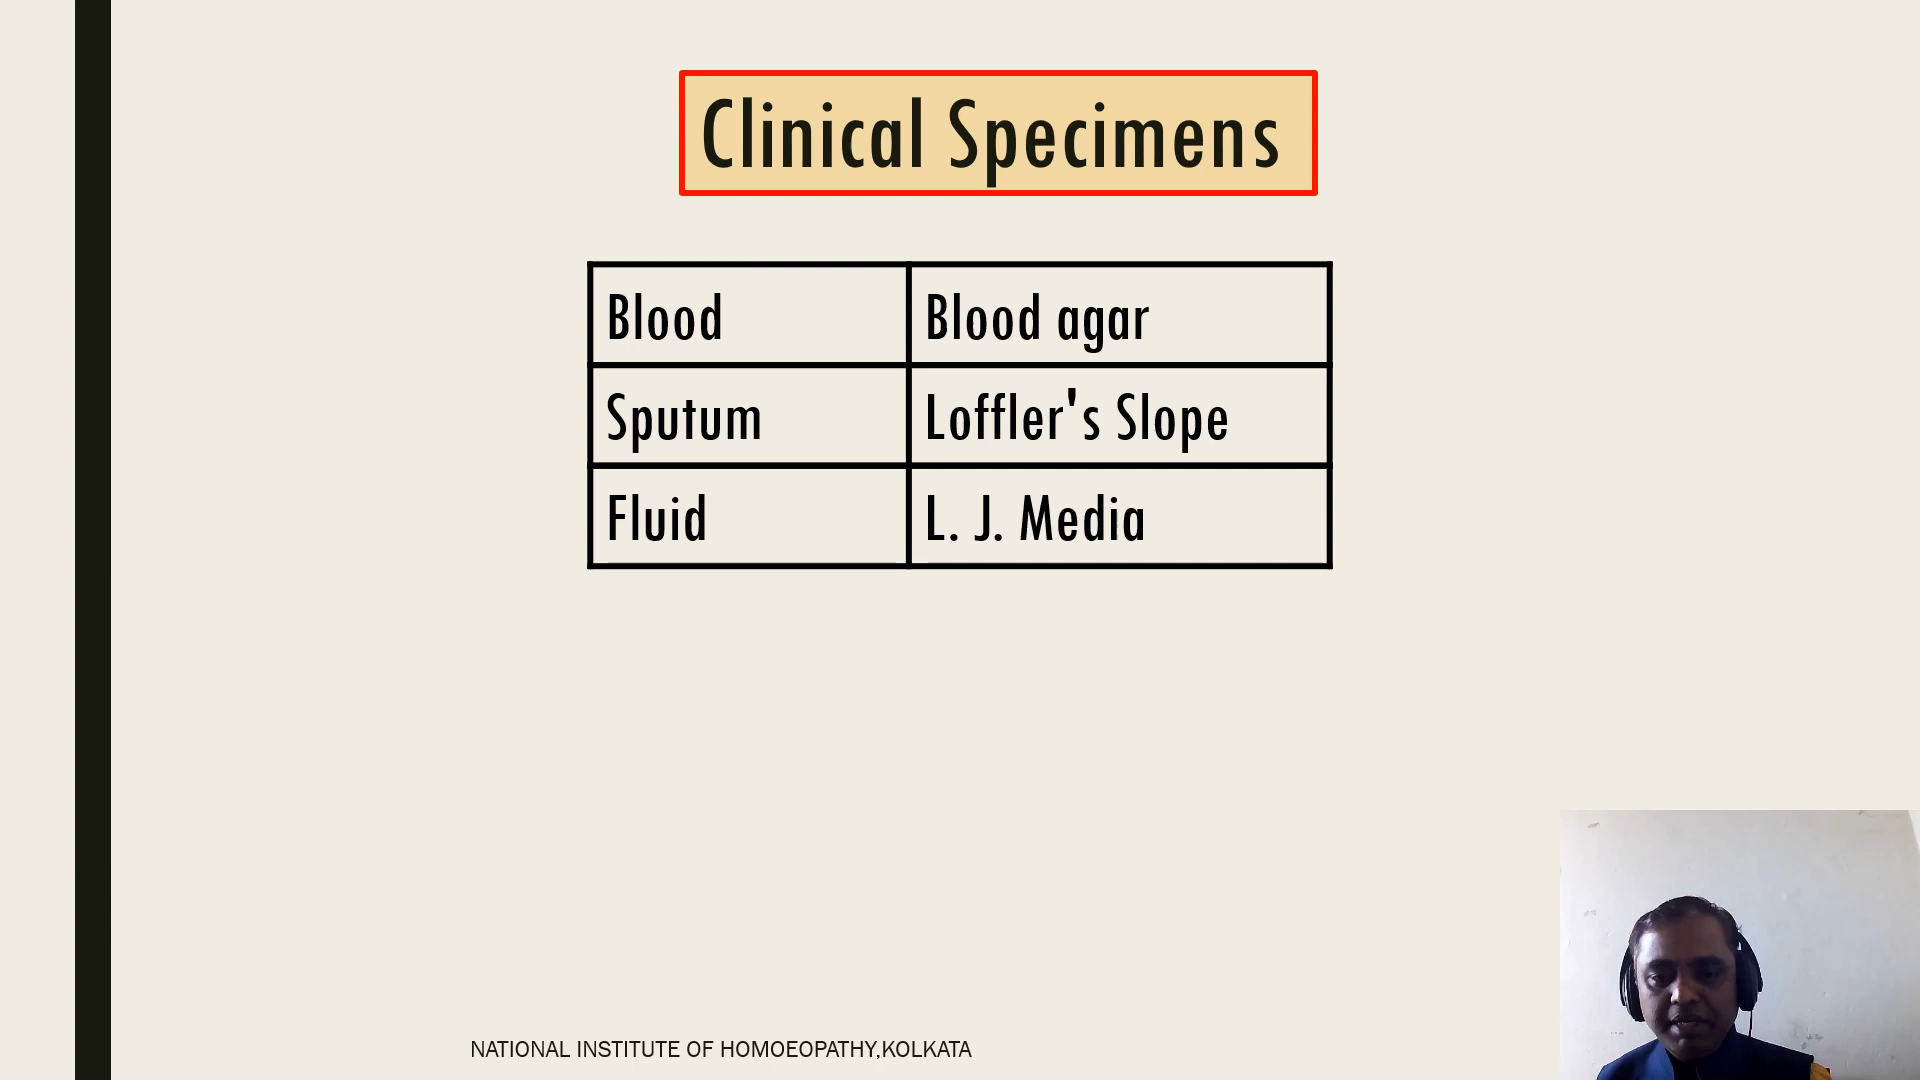 Clinical Specimens
Blood Blood agar
Sputum Loffler's Slope
Fluid L. J. Media
NATIONAL INSTITUTE OF HOMOEOPATHY,KOLKATA